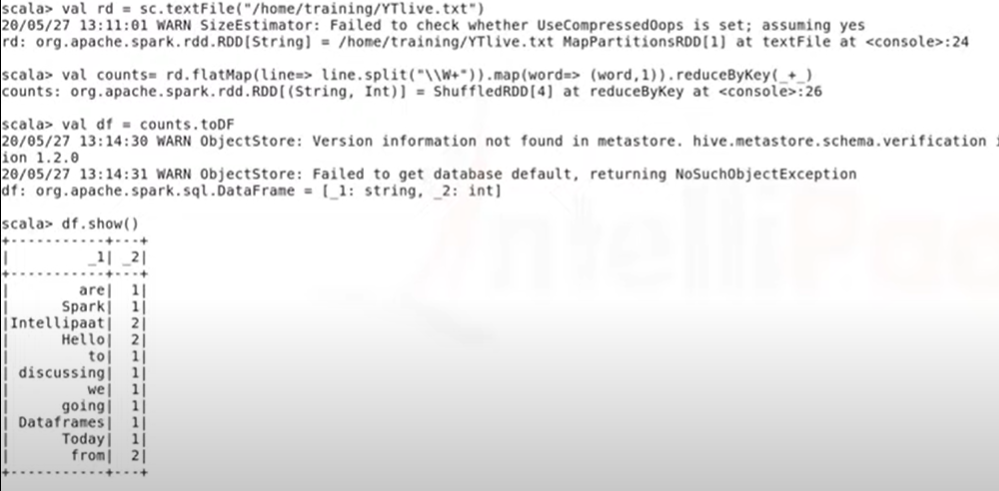 scala> val rd = sc.textFile("/home/training/YTlive.txt")
20/05/27 13:11:01 WARN SizeEstimator: Failed to check whether UseCompressedOops is set; assuming yes
rd: org.apache.spark.rdd.RDD[String] = /home/training/YTlive.txt MapPartitionsRDD[1] at textFile at <console>:24
scala> val counts= rd.flatMap(line=> line.split("\\W+")).map(word=> (word,1)).reduceByKey(_+_)
counts: org.apache.spark.rdd.RDD[(String, Int)] = ShuffledRDD[4] at reduceByKey at <console>:26
scala> val df = counts.toDF
20/05/27 13:14:30 WARN ObjectStore: Version information not found in metastore. hive.metastore.schema.verification
ion 1.2.0
20/05/27 13:14:31 WARN ObjectStore: Failed to get database default, returning NoSuchObjectException
df: org.apache.spark.sql.DataFrame = [_1: string, _2: int]
scala> df.show()
+-----------+---+
|         _1| _2|
+-----------+---+
|        are|  1|
|      Spark|  1|
|Intellipaat|  2|
|      Hello|  2|
|         to|  1|
| discussing|  1|
|         we|  1|
|      going|  1|
| Dataframes|  1|
|      Today|  1|
|       from|  2|
+-----------+---+